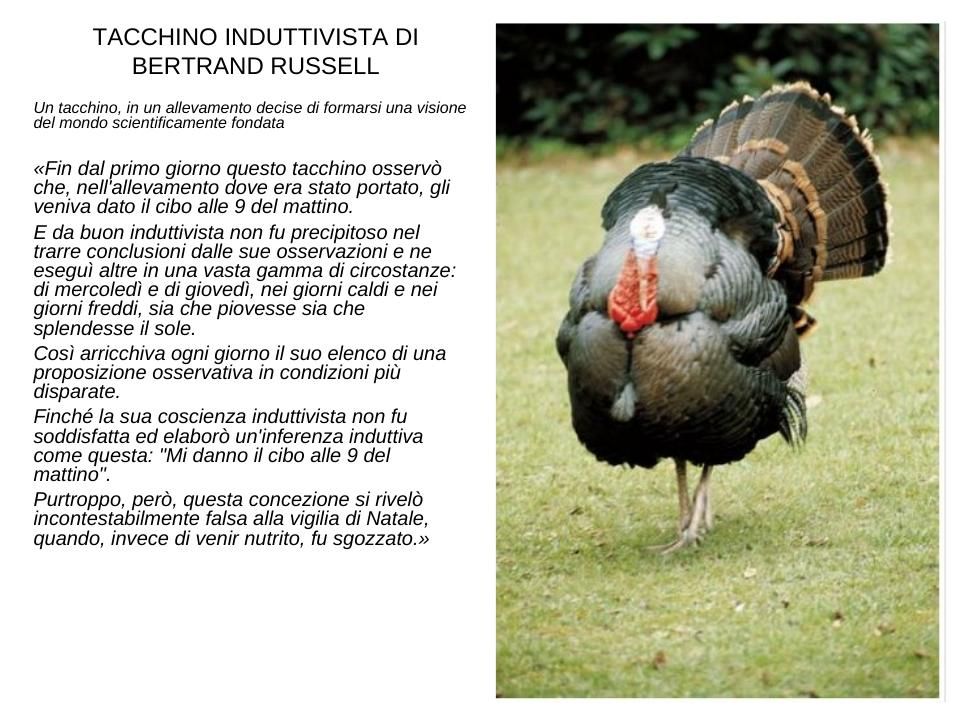 TACCHINO INDUTTIVISTA DI
BERTRAND RUSSELL
Un tacchino, in un allevamento decise di formarsi una visione
del mondo scientificamente fondata
«Fin dal primo giorno questo tacchino osservò
che, nell'allevamento dove era stato portato, gli
veniva dato il cibo alle 9 del mattino.
E da buon induttivista non fu precipitoso nel
trarre conclusioni dalle sue osservazioni e ne
eseguì altre in una vasta gamma di circostanze:
di mercoledì e di giovedì, nei giorni caldi e nei
giorni freddi, sia che piovesse sia che
splendesse il sole.
Così arricchiva ogni giorno il suo elenco di una
proposizione osservativa in condizioni più
disparate.
Finché la sua coscienza induttivista non fu
soddisfatta ed elaborò un'inferenza induttiva
come questa: "Mi danno il cibo alle 9 del
mattino".
Purtroppo, però, questa concezione si rivelò
incontestabilmente falsa alla vigilia di Natale,
quando, invece di venir nutrito, fu sgozzato.»